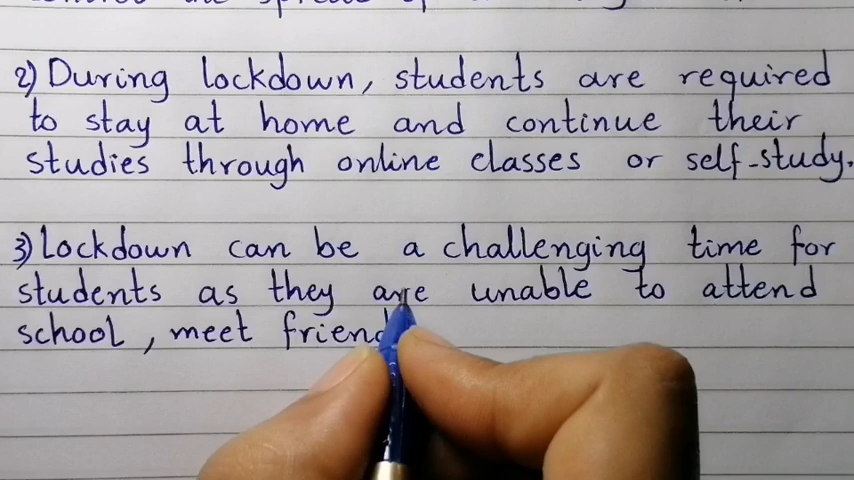 2) During lockdown, students are required
to stay at home and continue their
studies through online classes or self-study.
3) Lockdown can be a challenging time for
students as they are unable to attend
school, meet friend